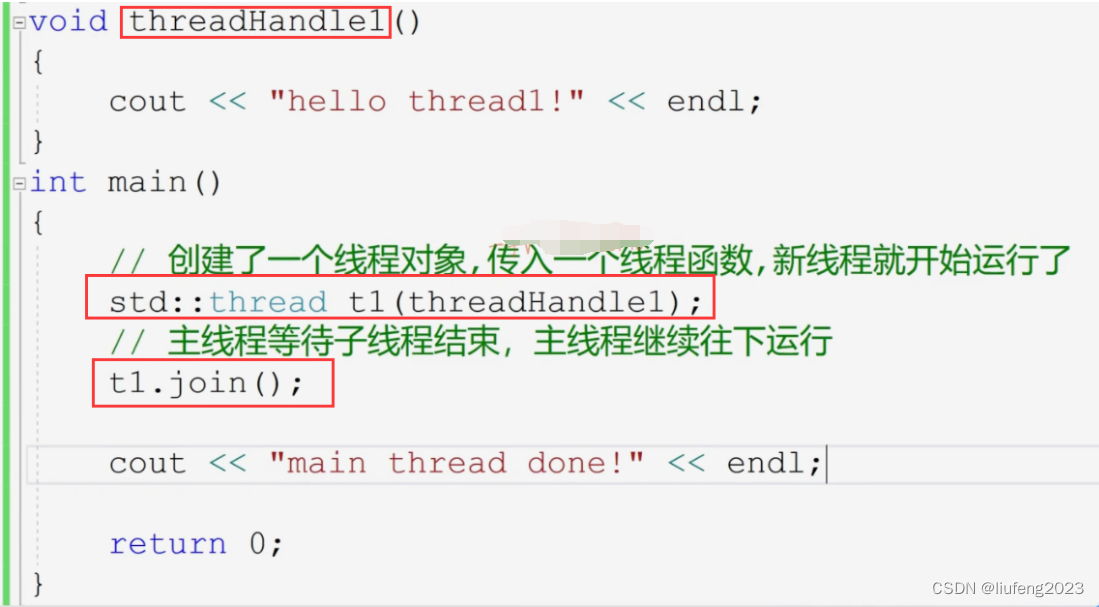 void threadHandle1()
{
cout << "hello thread1!" << endl;
}
int main()
{
// 创建了一个线程对象,传入一个线程函数,新线程就开始运行了
std::thread t1(threadHandle1);
// 主线程等待子线程结束，主线程继续往下运行
t1.join();
cout << "main thread done!" << endl;
return 0;
}
CSDN @liufeng2023